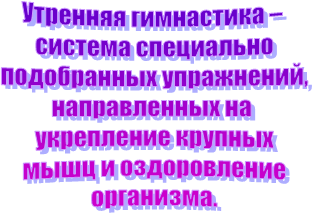 Утренняя гимнастика –
система специально
подобранных упражнений,
направленных на
укрепление крупных
мышц и оздоровление
организма.